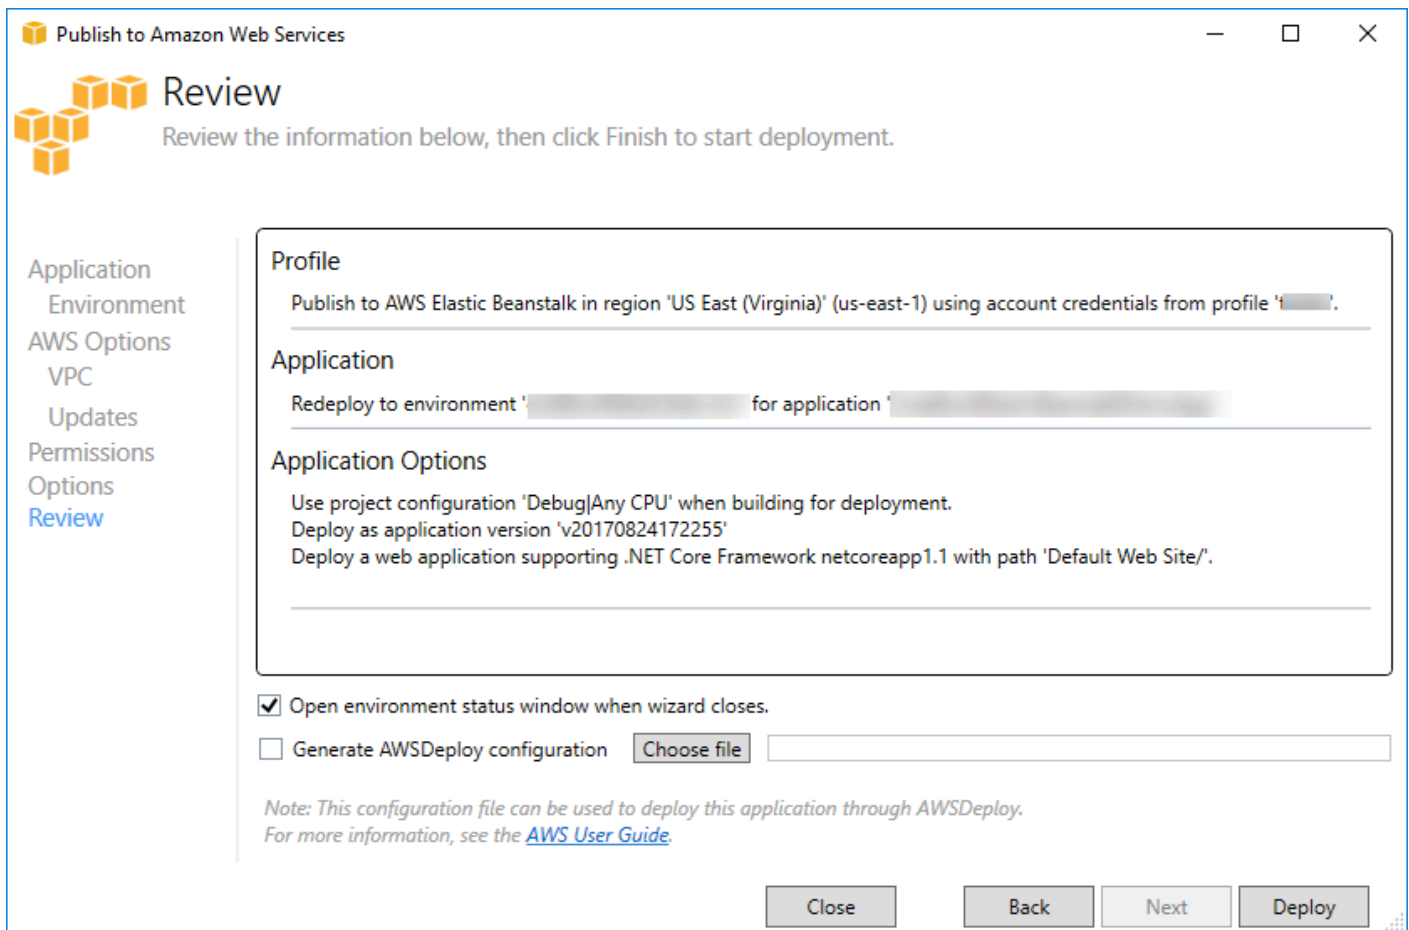 Publish to Amazon Web Services
Review
Review the information below, then click Finish to start deployment.
Application
Environment
AWS Options
VPC
Updates
Permissions
Options
Review
Profile
Publish to AWS Elastic Beanstalk in region 'US East (Virginia)' (us-east-1) using account credentials from profile '
Application
Redeploy to environment ' for application '
Application Options
Use project configuration 'Debug|Any CPU' when building for deployment.
Deploy as application version 'v20170824172255'
Deploy a web application supporting .NET Core Framework netcoreapp1.1 with path 'Default Web Site/'.
Open environment status window when wizard closes.
Generate AWSDeploy configuration
Choose file
Note: This configuration file can be used to deploy this application through AWSDeploy.
For more information, see the AWS User Guide.
Close
Back
Next
Deploy